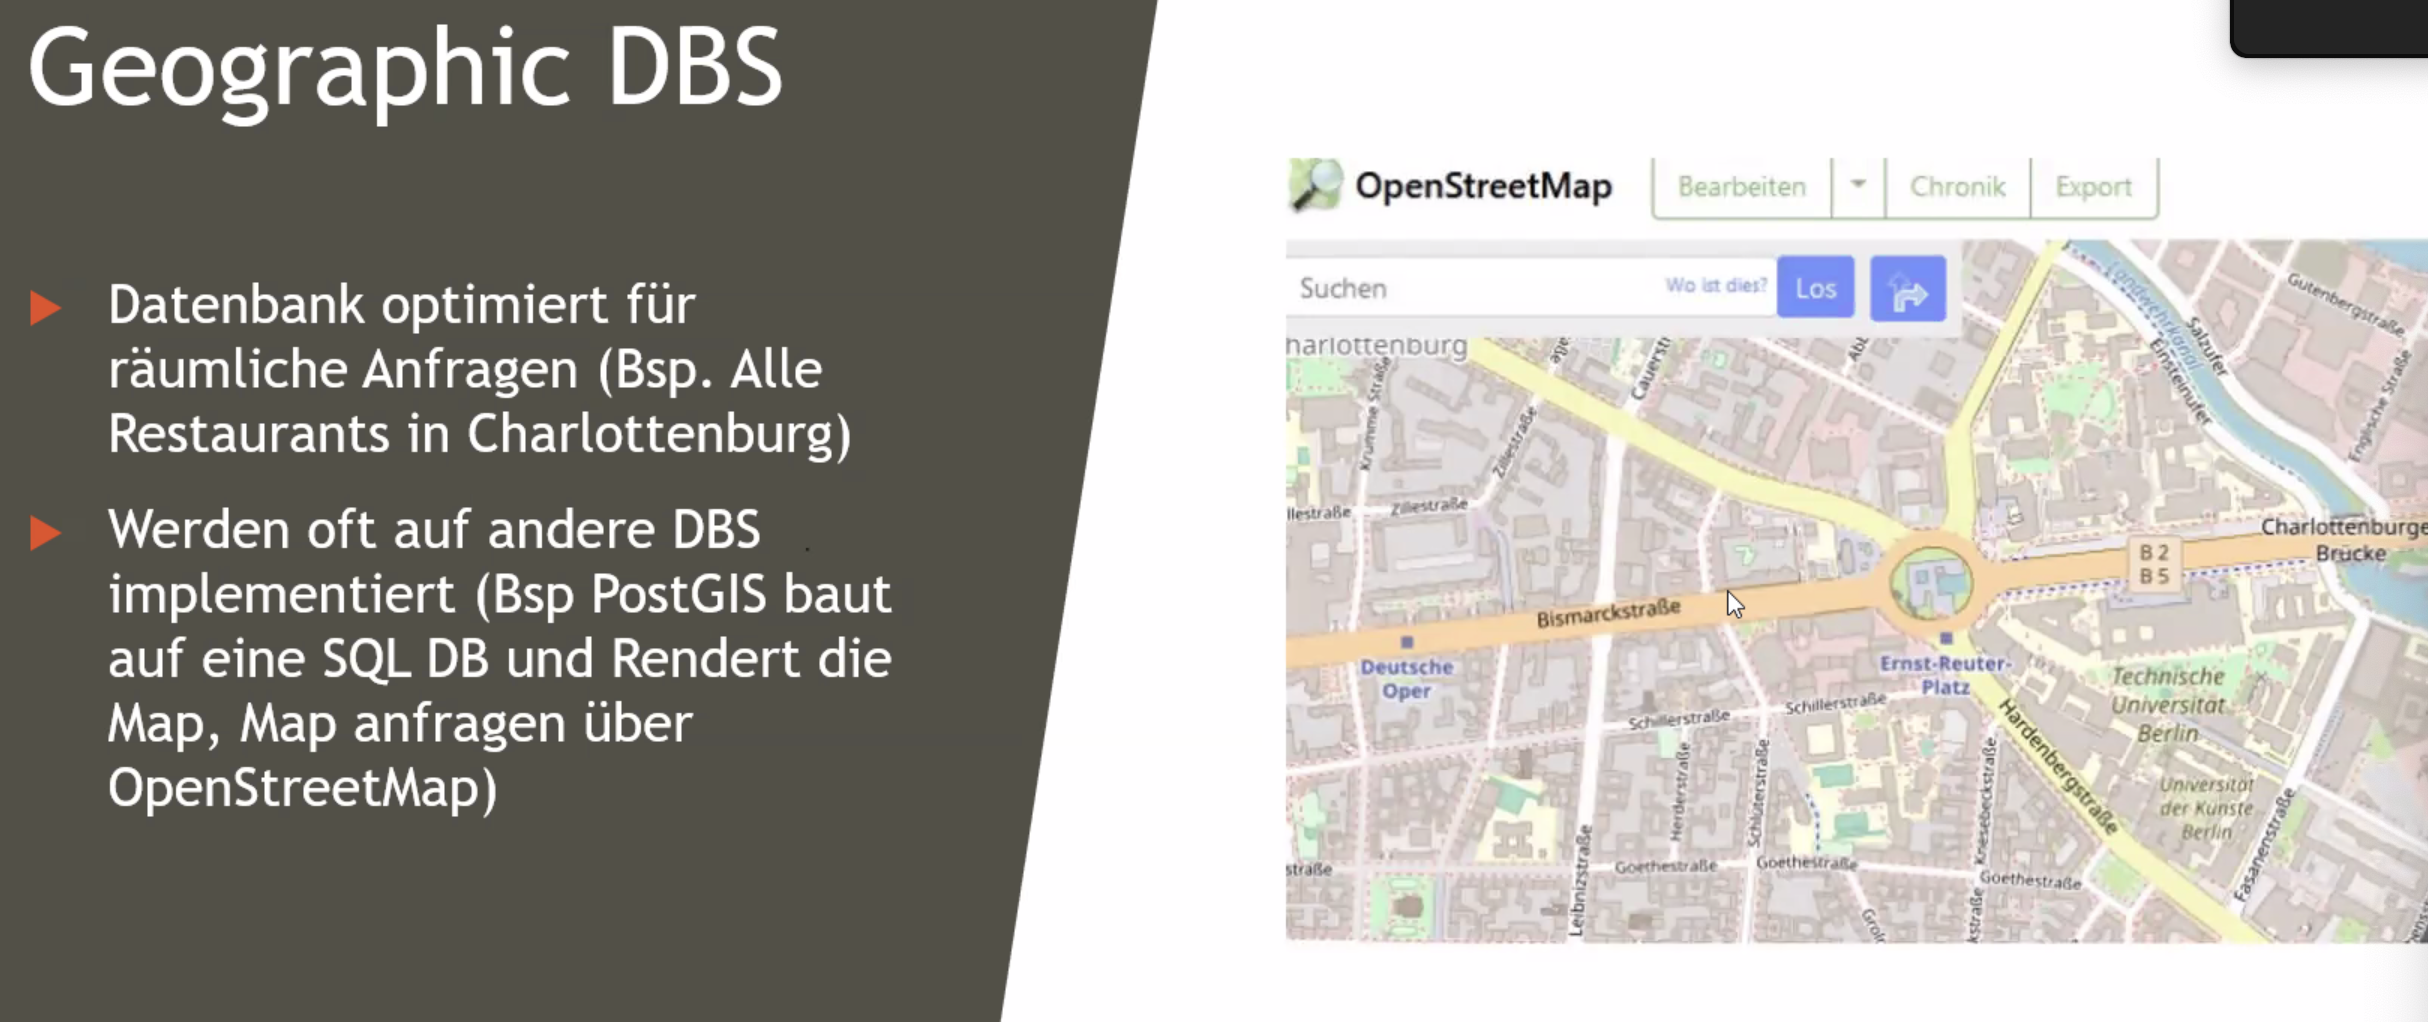 Geographic DBS
Datenbank optimiert für
räumliche Anfragen (Bsp. Alle
Restaurants in Charlottenburg)
Werden oft auf andere DBS
implementiert (Bsp PostGIS baut
auf eine SQL DB und Rendert die
Map, Map anfragen über
OpenStreetMap)
OpenStreetMap
Bearbeiten
Chronik
Export
Suchen
Wo ist dies?
Los
harlottenburg
Krumme Straße
Zillestraße
Cauerstr
llestraße
Zillestraße
Landwehrkanal
Salzufer
Einsteinufer
Gutenbergstraße
Englische Straße
Charlottenburge
Brücke
B 2
B 5
Bismarckstraße
Deutsche
Oper
Ernst-Reuter-
Platz
Technische
Universität
Berlin
Schillerstraße
Schillerstraße
Hardenbergstraße
Universität
der Künste
Berlin
Herderstraße
Schlüterstraße
Knesebeckstraße
Leibnizstraße
Fasanenstraße
straße
Goethestraße
Goethestraße
Goethestraße
kstraße
Groln